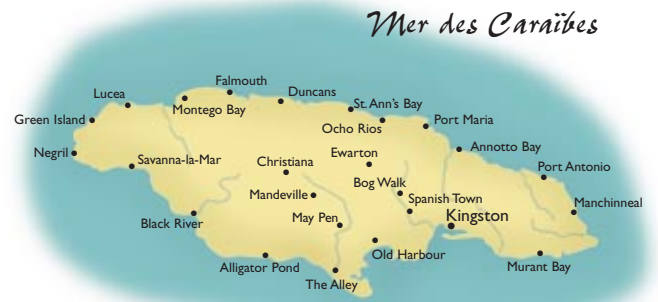 Mer des Caraïbes
Falmouth
Duncans
Lucea
Montego Bay
St. Ann's Bay
Green Island
Ocho Rios
Port Maria
Negril
Savanna-la-Mar
Christiana
Ewarton
Annotto Bay
Port Antonio
Bog Walk
Mandeville
Spanish Town
Manchinneal
Black River
May Pen
Kingston
Old Harbour
Alligator Pond
Murant Bay
The Alley